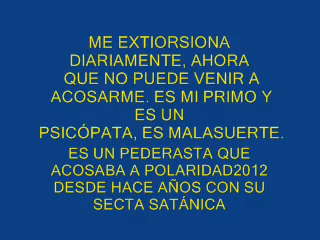 ME EXTIORSIONA
DIARIAMENTE, AHORA
QUE NO PUEDE VENIR A
ACOSARME. ES MI PRIMO Y
ES UN
PSICÓPATA, ES MALASUERTE.
ES UN PEDERASTA QUE
ACOSABA A POLARIDAD2012
DESDE HACE AÑOS CON SU
SECTA SATÁNICA